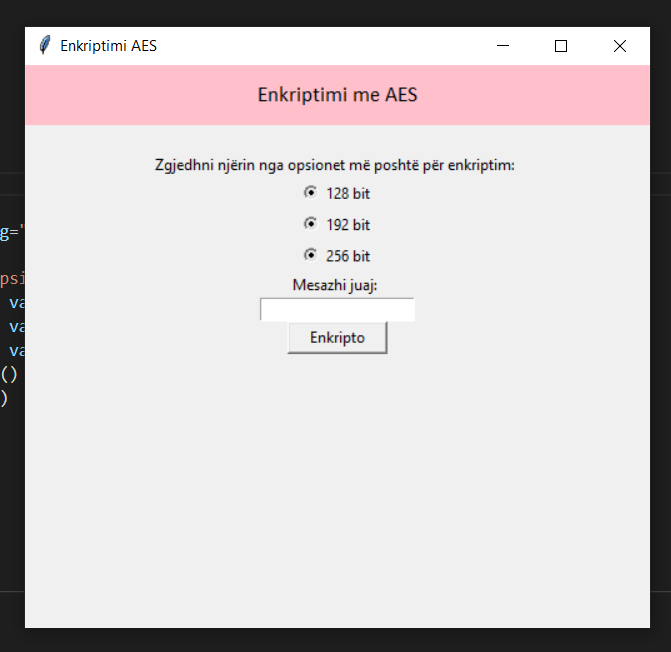 Enkriptimi AES
Enkriptimi me AES
Zgjedhni njërin nga opsionet më poshtë për enkriptim:
128 bit
192 bit
256 bit
Mesazhi juaj:
Enkripto
g="
psi
va
va
va
()
)